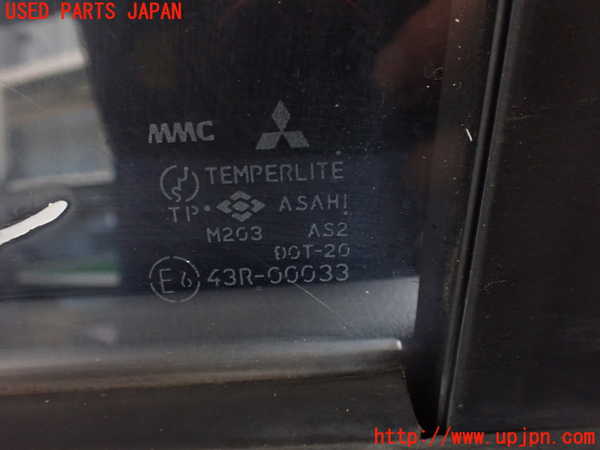 USED PARTS JAPAN
MMC
TEMPERLITE
TP• ASAHI
M203 AS2
DOT-20
E6 43R-00033
http://www.upjpn.com